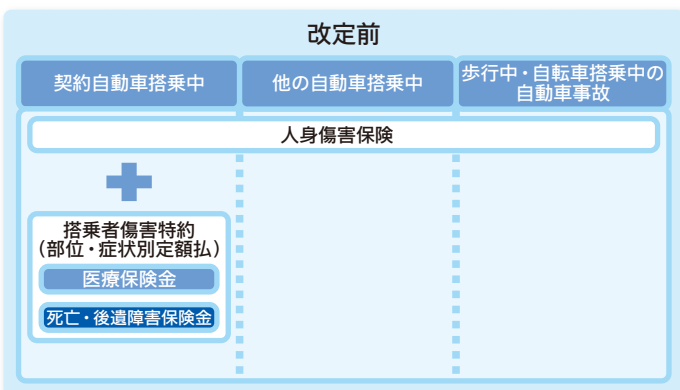 改定前
契約自動車搭乗中
他の自動車搭乗中
歩行中・自転車搭乗中の
自動車事故
人身傷害保険
搭乗者傷害特約
（部位・症状別定額払）
医療保険金
死亡・後遺障害保険金